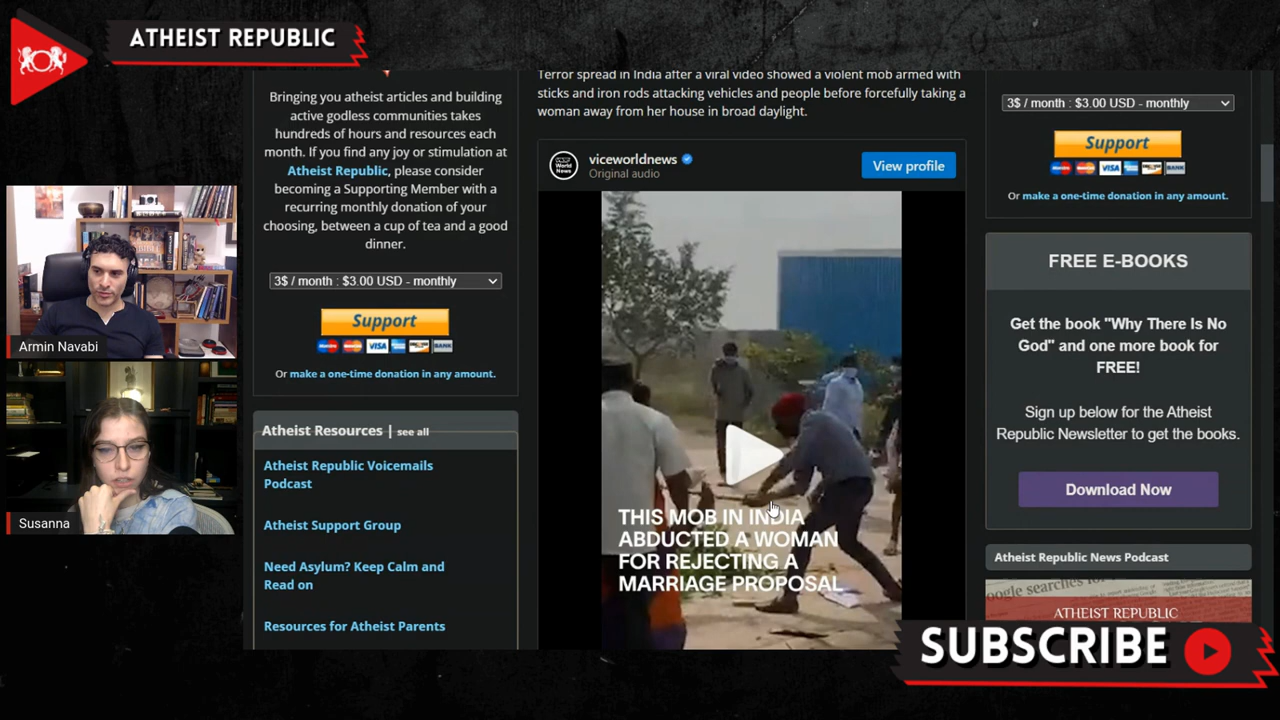 ATHEIST REPUBLIC
Armin Navabi
Susanna
Bringing you atheist articles and building
active godless communities takes
hundreds of hours and resources each
month. If you find any joy or stimulation at
Atheist Republic, please consider
becoming a Supporting Member with a
recurring monthly donation of your
choosing, between a cup of tea and a good
dinner.
3$ / month : $3.00 USD - monthly
Support
VISA
BANK
Or make a one-time donation in any amount.
Atheist Resources | see all
Atheist Republic Voicemails
Podcast
Atheist Support Group
Need Asylum? Keep Calm and
Read on
Resources for Atheist Parents
Terror spread in India after a viral video showed a violent mob armed with
sticks and iron rods attacking vehicles and people before forcefully taking a
woman away from her house in broad daylight.
viceworldnews
Original audio
View profile
THIS MOB IN INDIA
ABDUCTED A WOMAN
FOR REJECTING A
MARRIAGE PROPOSAL
3$ / month : $3.00 USD - monthly
Support
VISA
BANK
Or make a one-time donation in any amount.
FREE E-BOOKS
Get the book "Why There Is No
God" and one more book for
FREE!
Sign up below for the Atheist
Republic Newsletter to get the books.
Download Now
Atheist Republic News Podcast
ATHEIST REPUBLIC
SUBSCRIBE